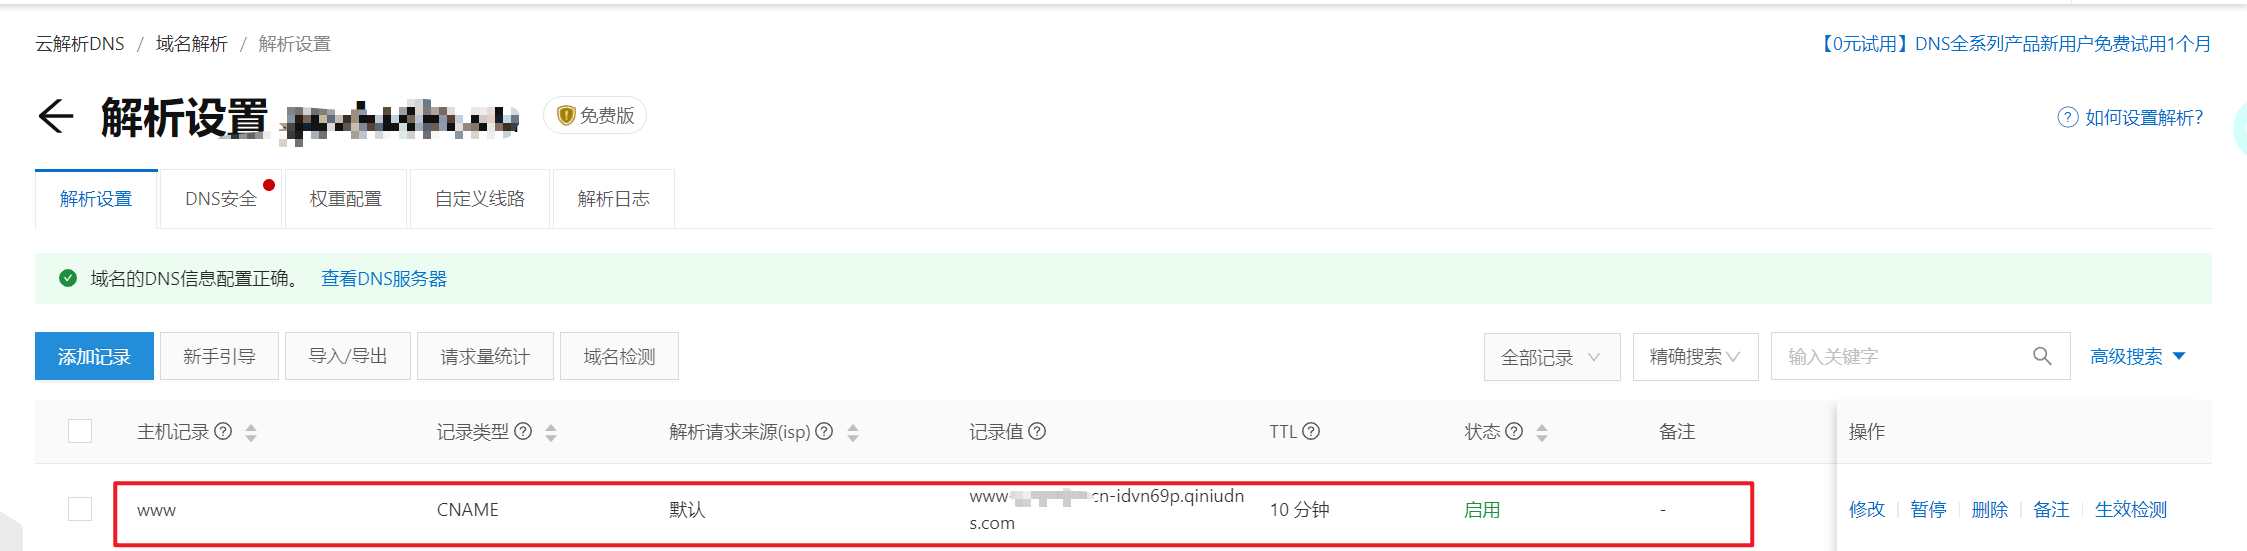 云解析DNS / 域名解析 / 解析设置
【0元试用】DNS全系列产品新用户免费试用1个月
解析设置
免费版
如何设置解析?
解析设置 DNS安全 权重配置 自定义线路 解析日志
域名的DNS信息配置正确。 查看DNS服务器
添加记录 新手引导 导入/导出 请求量统计 域名检测 全部记录 精确搜索 输入关键字 高级搜索
主机记录 记录类型 解析请求来源(isp) 记录值 TTL 状态 备注 操作
www CNAME 默认 www- cn-idvn69p.qiniudn
s.com
10 分钟 启用 - 修改 暂停 删除 备注 生效检测